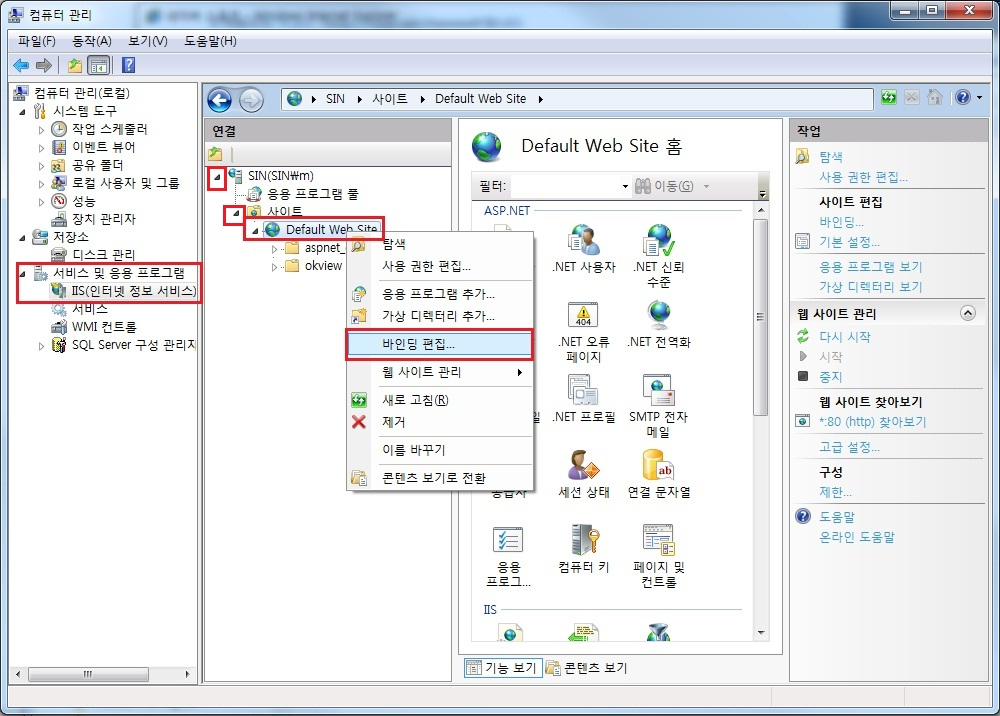 컴퓨터 관리
파일(F) 동작(A) 보기(V) 도움말(H)
컴퓨터 관리(로컬)
시스템 도구
작업 스케줄러
이벤트 뷰어
공유 폴더
로컬 사용자 및 그룹
성능
장치 관리자
저장소
디스크 관리
서비스 및 응용 프로그램
IIS(인터넷 정보 서비스)
서비스
WMI 컨트롤
SQL Server 구성 관리자
SIN ▸ 사이트 ▸ Default Web Site ▸
연결
SIN(SIN₩m)
응용 프로그램 풀
사이트
Default Web Site
aspnet_
okview
탐색
사용 권한 편집...
응용 프로그램 추가...
가상 디렉터리 추가...
바인딩 편집...
웹 사이트 관리
새로 고침(R)
제거
이름 바꾸기
콘텐츠 보기로 전환
Default Web Site 홈
필터:
이동(G)
ASP.NET
.NET 사용자
.NET 신뢰
수준
.NET 오류
페이지
.NET 전역화
.NET 프로필
SMTP 전자
메일
세션 상태
연결 문자열
응용
프로그...
컴퓨터 키
페이지 및
컨트롤
IIS
기능 보기
콘텐츠 보기
작업
탐색
사용 권한 편집...
사이트 편집
바인딩...
기본 설정...
응용 프로그램 보기
가상 디렉터리 보기
웹 사이트 관리
다시 시작
시작
중지
웹 사이트 찾아보기
*:80 (http) 찾아보기
고급 설정...
구성
제한...
도움말
온라인 도움말